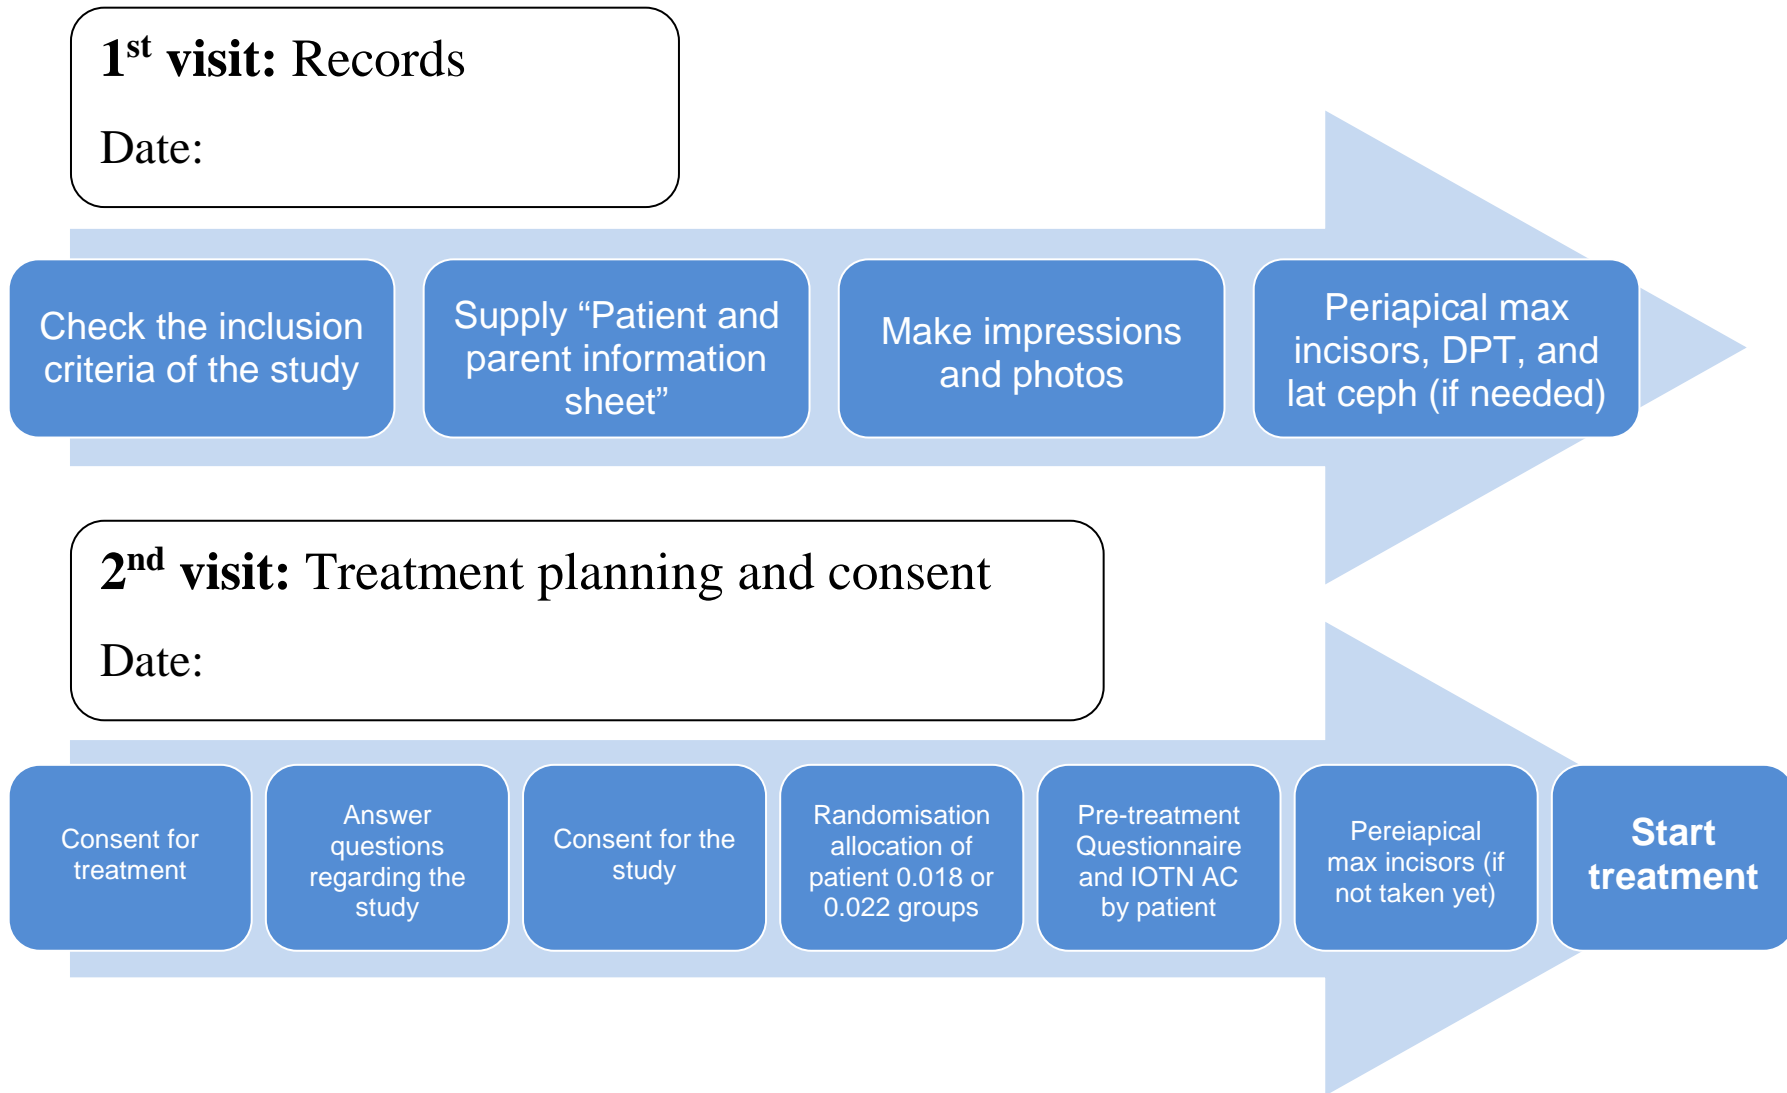 1st visit: Records
Date:
Check the inclusion
criteria of the study
Supply “Patient and
parent information
sheet”
Make impressions
and photos
Periapical max
incisors, DPT, and
lat ceph (if needed)
2nd visit: Treatment planning and consent
Date:
Consent for
treatment
Answer
questions
regarding the
study
Consent for the
study
Randomisation
allocation of
patient 0.018 or
0.022 groups
Pre-treatment
Questionnaire
and IOTN AC
by patient
Pereiapical
max incisors (if
not taken yet)
Start
treatment